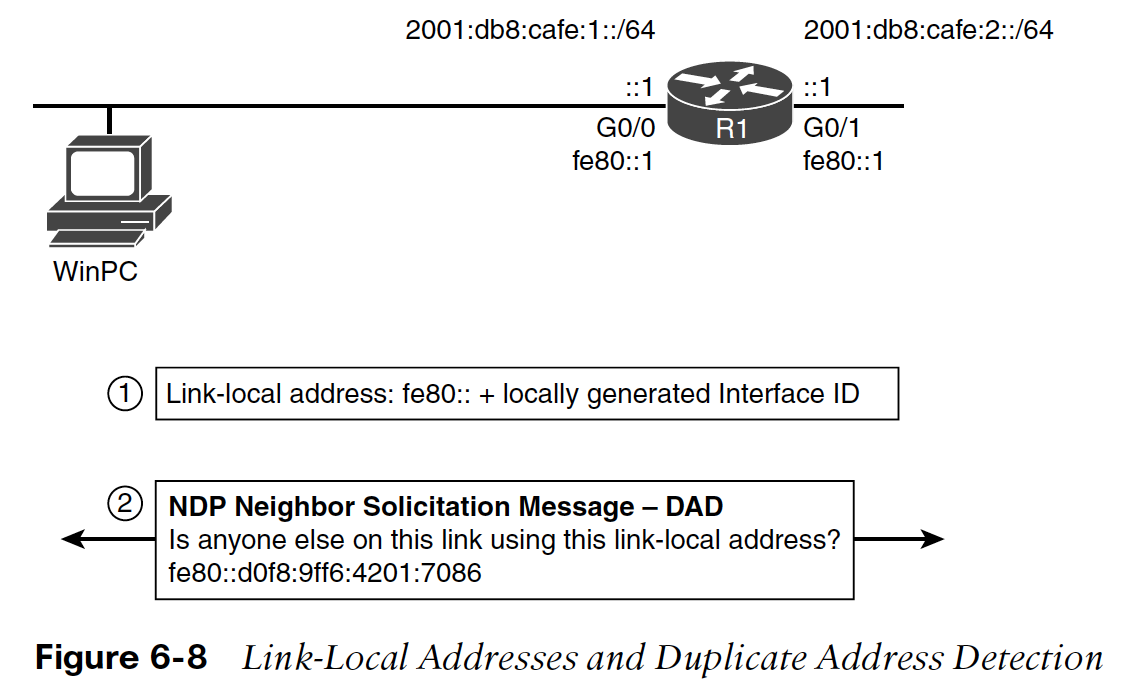 2001:db8:cafe:1::/64
2001:db8:cafe:2::/64
::1
::1
G0/0
R1
G0/1
fe80::1
fe80::1
WinPC
1
Link-local address: fe80:: + locally generated Interface ID
2
NDP Neighbor Solicitation Message – DAD
Is anyone else on this link using this link-local address?
fe80::d0f8:9ff6:4201:7086
Figure 6-8 Link-Local Addresses and Duplicate Address Detection